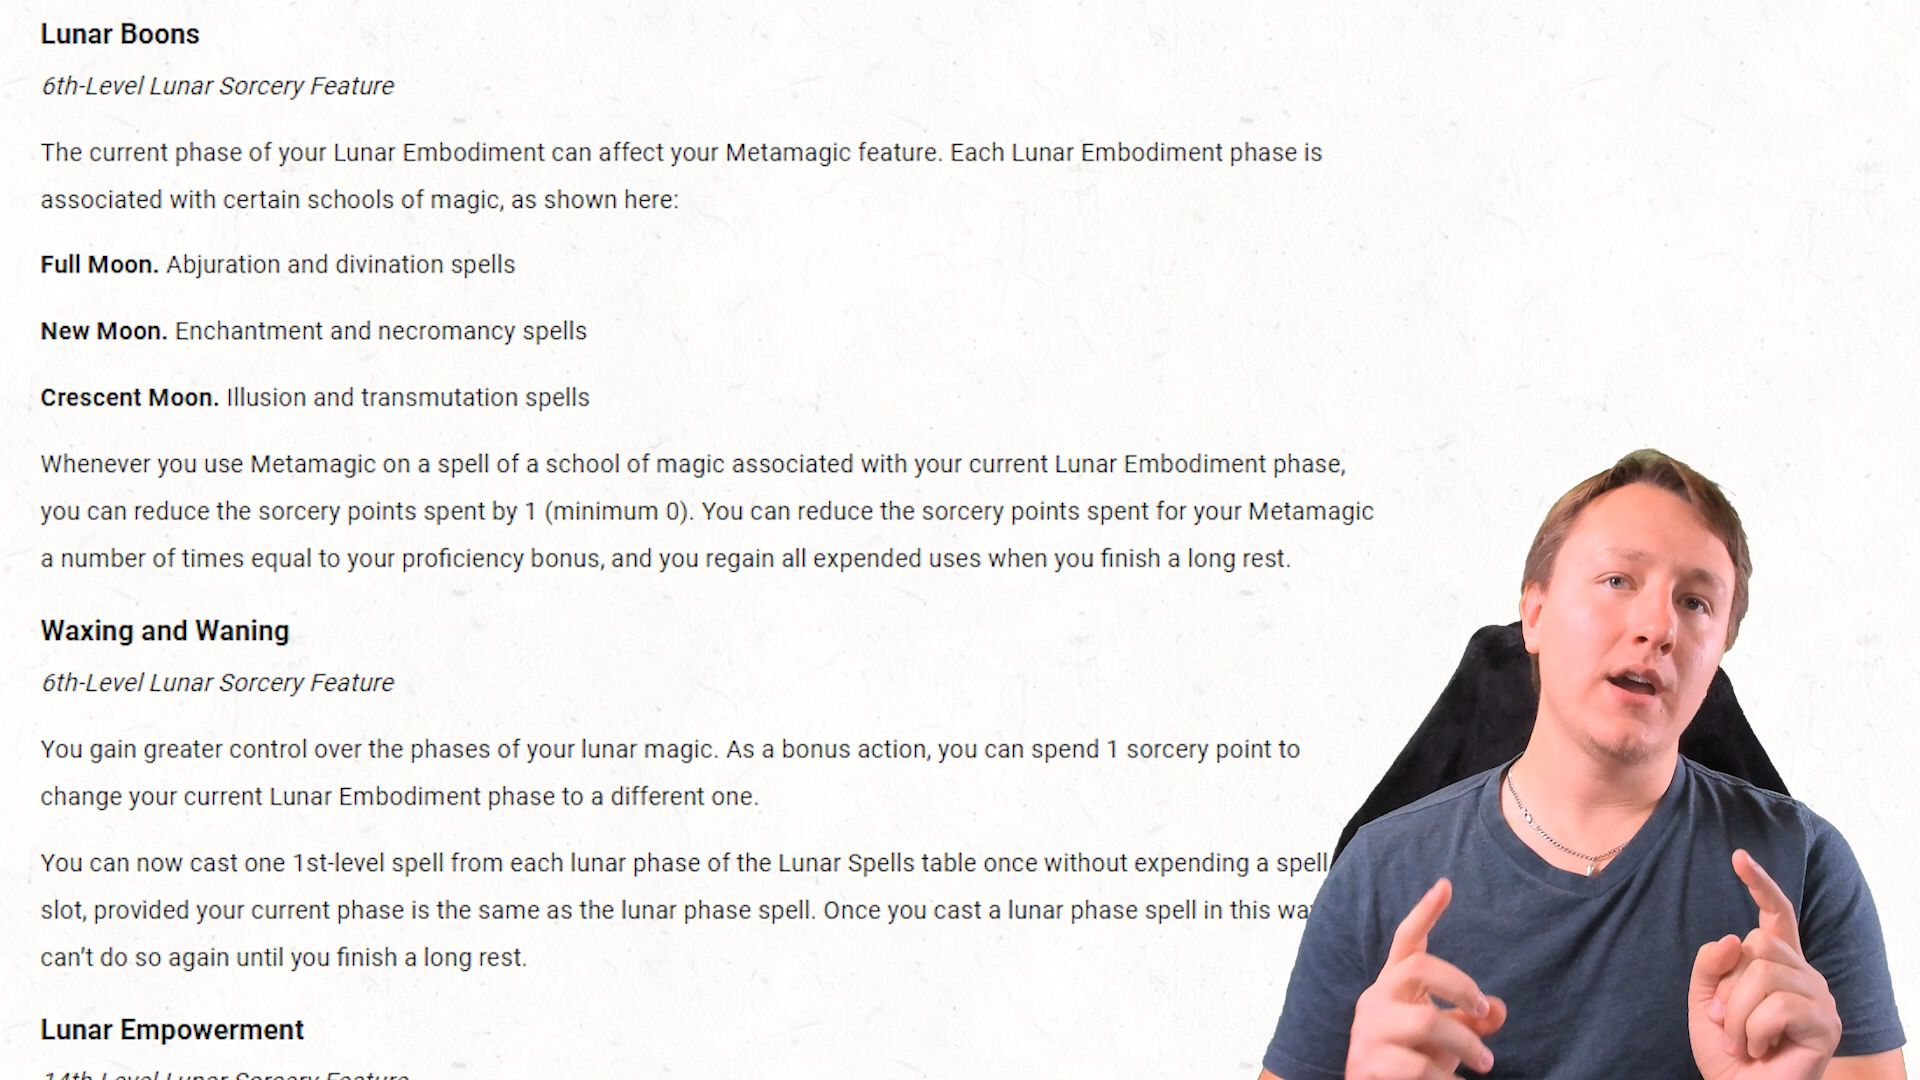 Lunar Boons
6th-Level Lunar Sorcery Feature
The current phase of your Lunar Embodiment can affect your Metamagic feature. Each Lunar Embodiment phase is
associated with certain schools of magic, as shown here:
Full Moon. Abjuration and divination spells
New Moon. Enchantment and necromancy spells
Crescent Moon. Illusion and transmutation spells
Whenever you use Metamagic on a spell of a school of magic associated with your current Lunar Embodiment phase,
you can reduce the sorcery points spent by 1 (minimum 0). You can reduce the sorcery points spent for your Metamagic
a number of times equal to your proficiency bonus, and you regain all expended uses when you finish a long rest.
Waxing and Waning
6th-Level Lunar Sorcery Feature
You gain greater control over the phases of your lunar magic. As a bonus action, you can spend 1 sorcery point to
change your current Lunar Embodiment phase to a different one.
You can now cast one 1st-level spell from each lunar phase of the Lunar Spells table once without expending a spell
slot, provided your current phase is the same as the lunar phase spell. Once you cast a lunar phase spell in this
can't do so again until you finish a long rest.
Lunar Empowerment
14th-Level Lunar Sorcery Feature